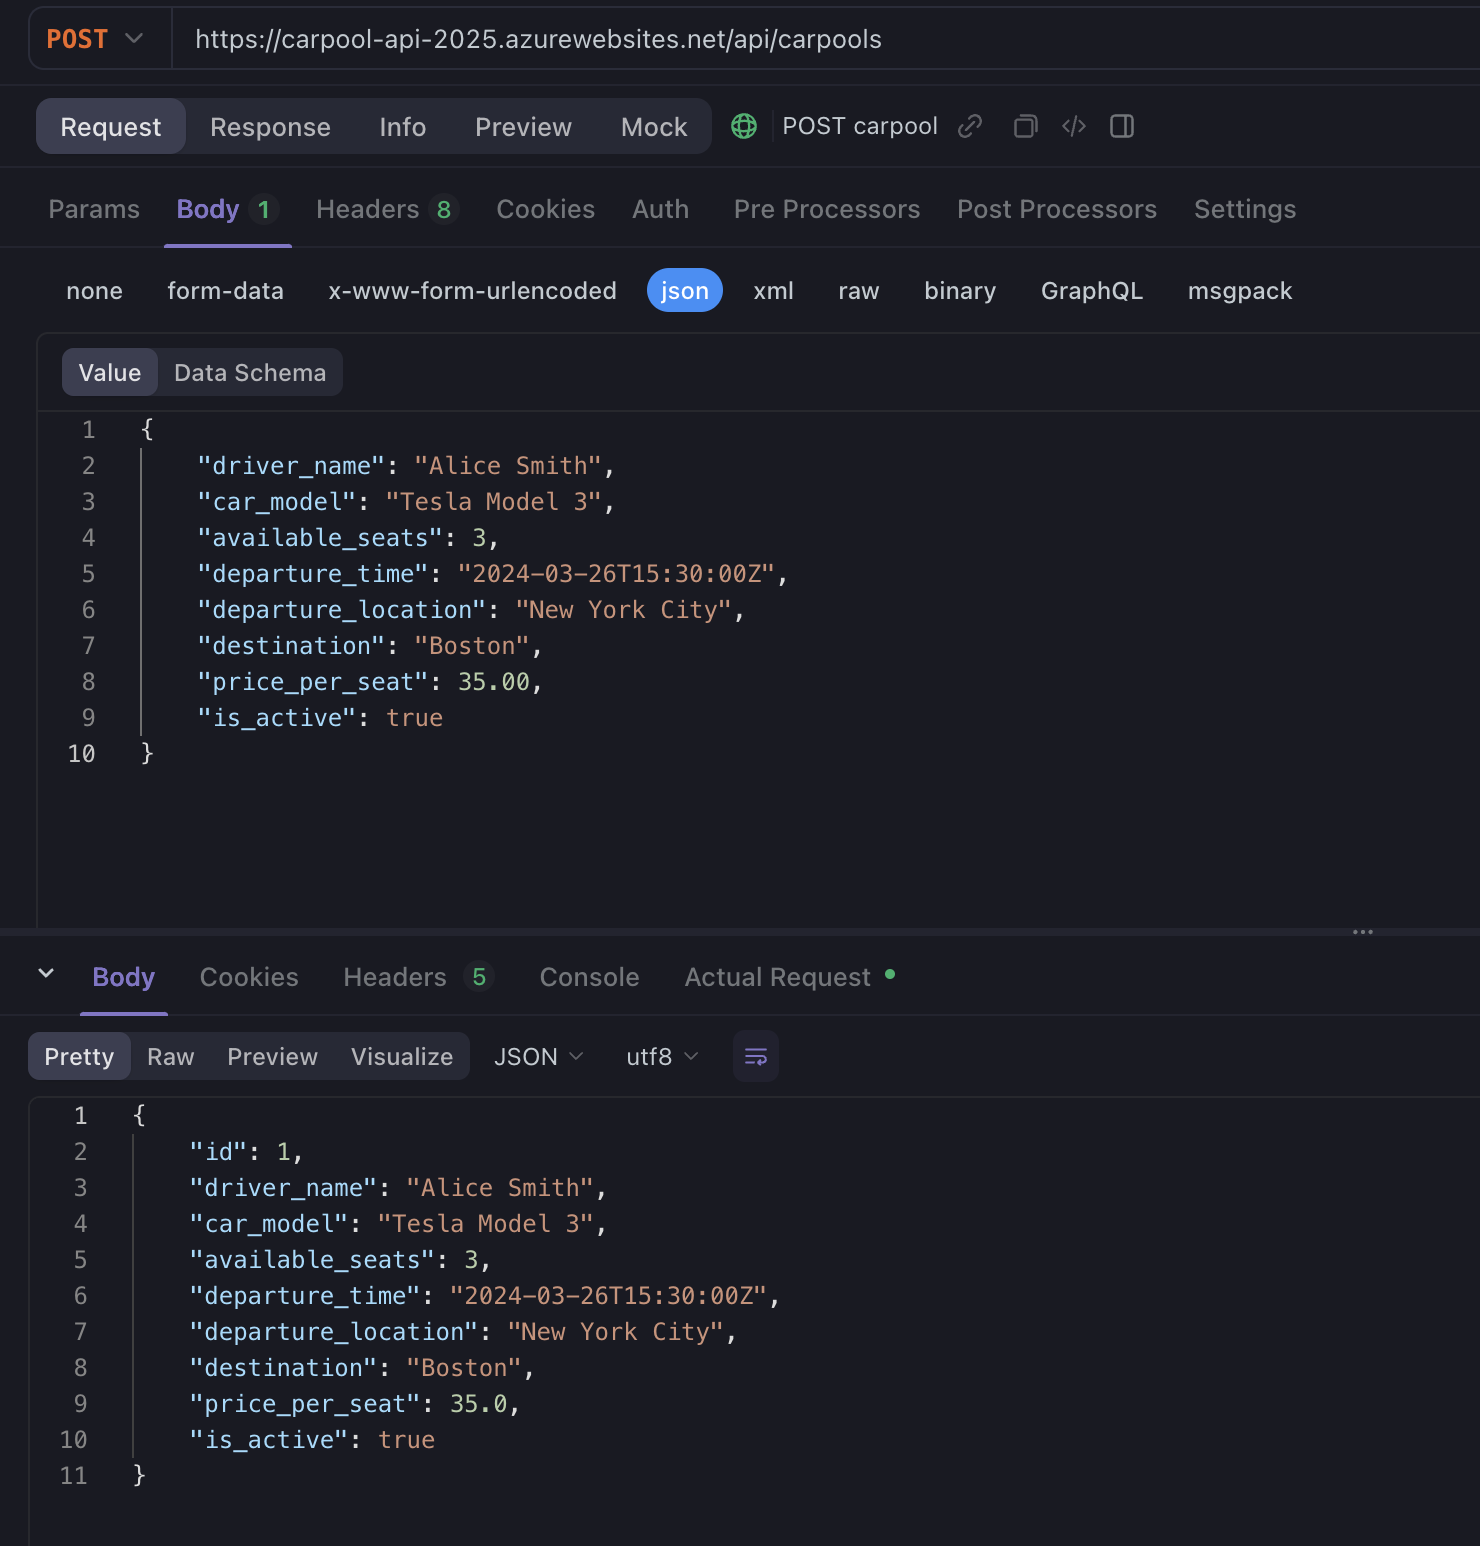 POST https://carpool-api-2025.azurewebsites.net/api/carpools
Request Response Info Preview Mock POST carpool </>
Params Body 1 Headers 8 Cookies Auth Pre Processors Post Processors Settings
none form-data x-www-form-urlencoded json xml raw binary GraphQL msgpack
Value Data Schema
1 {
2 "driver_name": "Alice Smith",
3 "car_model": "Tesla Model 3",
4 "available_seats": 3,
5 "departure_time": "2024-03-26T15:30:00Z",
6 "departure_location": "New York City",
7 "destination": "Boston",
8 "price_per_seat": 35.00,
9 "is_active": true
10 }
Body Cookies Headers 5 Console Actual Request
Pretty Raw Preview Visualize JSON utf8
1 {
2 "id": 1,
3 "driver_name": "Alice Smith",
4 "car_model": "Tesla Model 3",
5 "available_seats": 3,
6 "departure_time": "2024-03-26T15:30:00Z",
7 "departure_location": "New York City",
8 "destination": "Boston",
9 "price_per_seat": 35.0,
10 "is_active": true
11 }